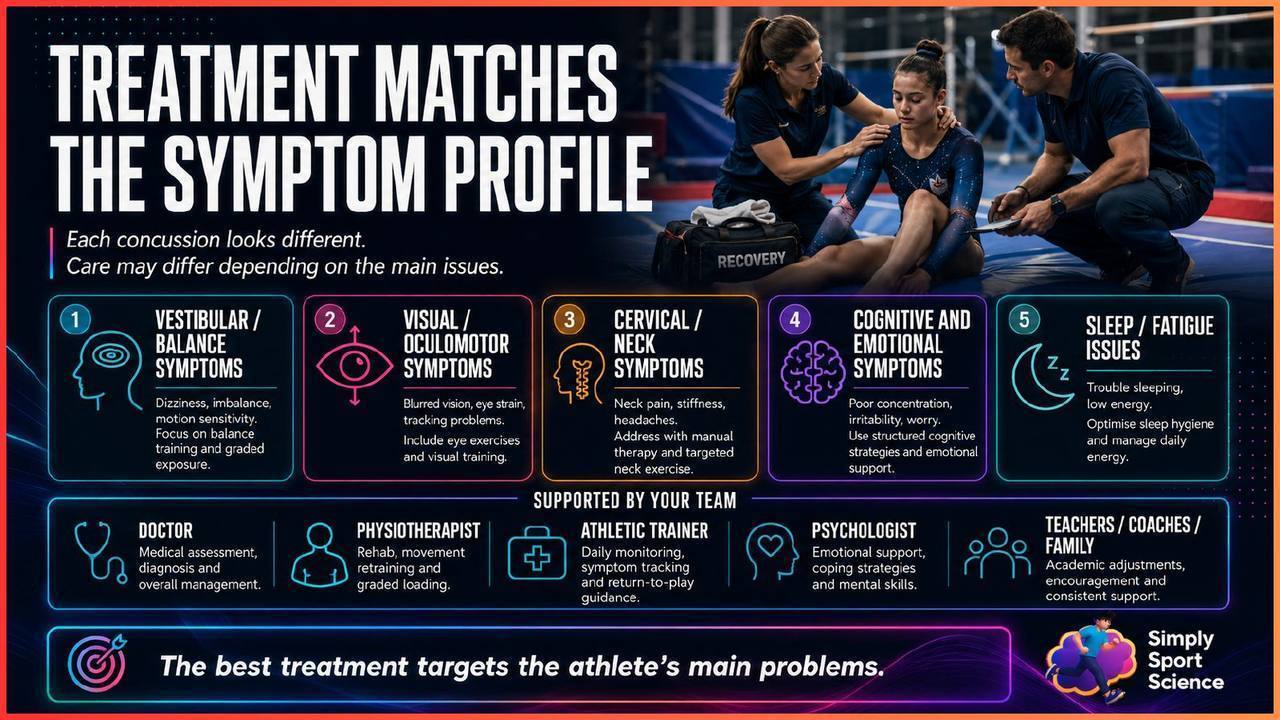 TREATMENT MATCHES
THE SYMPTOM PROFILE
Each concussion looks different.
Care may differ depending on the main issues.
RECOVERY
1
VESTIBULAR /
BALANCE
SYMPTOMS
Dizziness, imbalance,
motion sensitivity.
Focus on balance
training and graded
exposure.
2
VISUAL /
OCULOMOTOR
SYMPTOMS
Blurred vision, eye strain,
tracking problems.
Include eye exercises
and visual training.
3
CERVICAL /
NECK
SYMPTOMS
Neck pain, stiffness,
headaches.
Address with manual
therapy and targeted
neck exercise.
4
COGNITIVE AND
EMOTIONAL
SYMPTOMS
Poor concentration,
irritability, worry.
Use structured cognitive
strategies and emotional
support.
5
SLEEP / FATIGUE
ISSUES
zzz
Trouble sleeping,
low energy.
Optimise sleep hygiene
and manage daily
energy.
SUPPORTED BY YOUR TEAM
DOCTOR
Medical assessment,
diagnosis and
overall management.
PHYSIOTHERAPIST
Rehab, movement
retraining and
graded loading.
ATHLETIC TRAINER
Daily monitoring,
symptom tracking
and return-to-play
guidance.
PSYCHOLOGIST
Emotional support,
coping strategies
and mental skills.
TEACHERS / COACHES /
FAMILY
Academic adjustments,
encouragement and
consistent support.
The best treatment targets the athlete's main problems.
Simply
Sport
Science